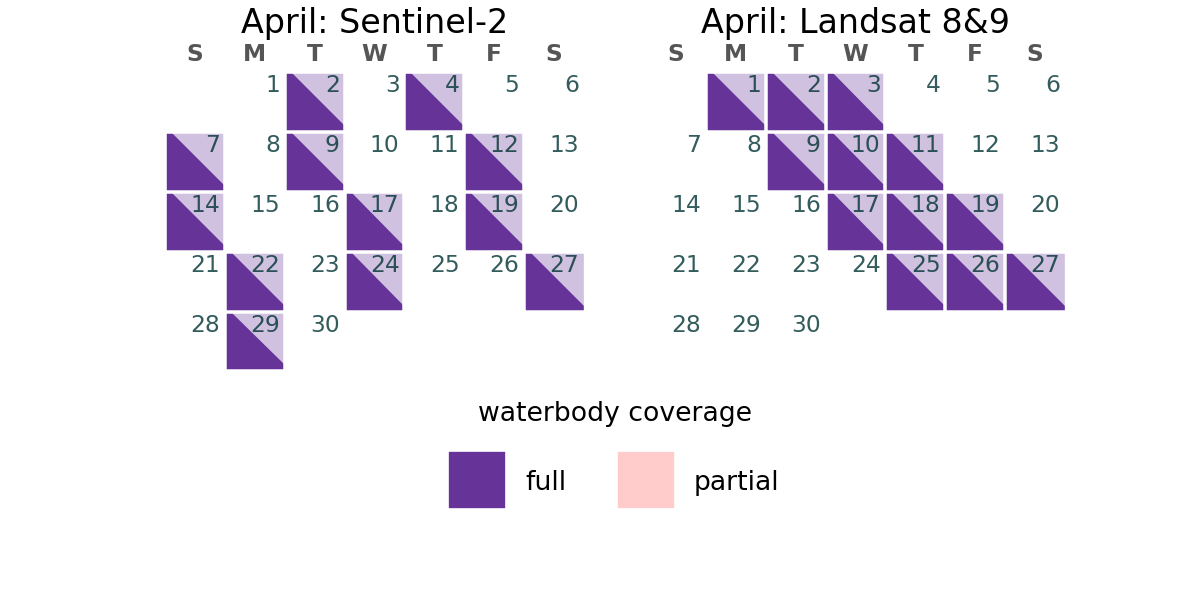 April: Sentinel-2
S M T W T F S
1 2 3 4 5 6
7 8 9 10 11 12 13
14 15 16 17 18 19 20
21 22 23 24 25 26 27
28 29 30
April: Landsat 8&9
S M T W T F S
1 2 3 4 5 6
7 8 9 10 11 12 13
14 15 16 17 18 19 20
21 22 23 24 25 26 27
28 29 30
waterbody coverage
full partial